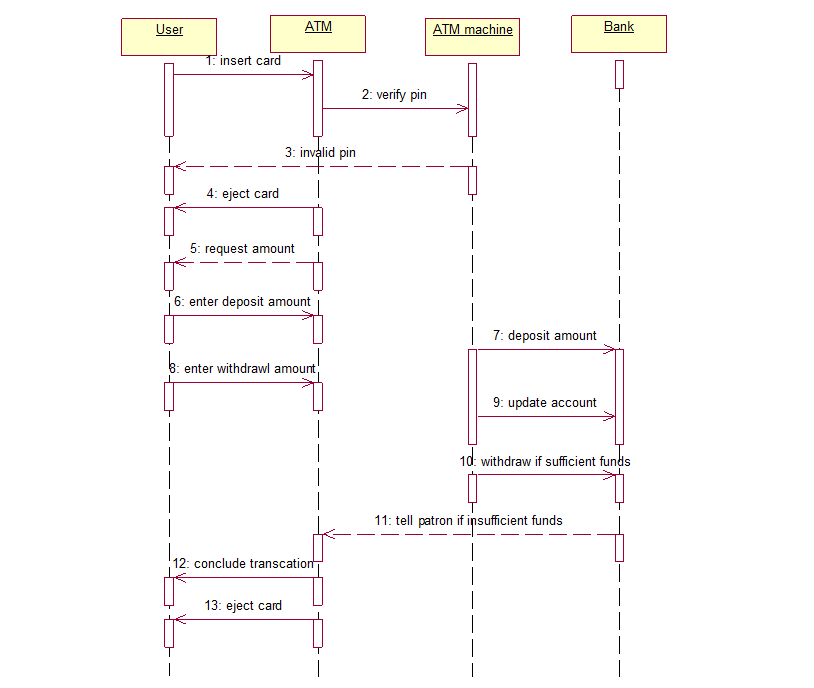 User
ATM
ATM machine
Bank
1: insert card
2: verify pin
3: invalid pin
4: eject card
5: request amount
6: enter deposit amount
7: deposit amount
8: enter withdrawl amount
9: update account
10: withdraw if sufficient funds
11: tell patron if insufficient funds
12: conclude transcation
13: eject card